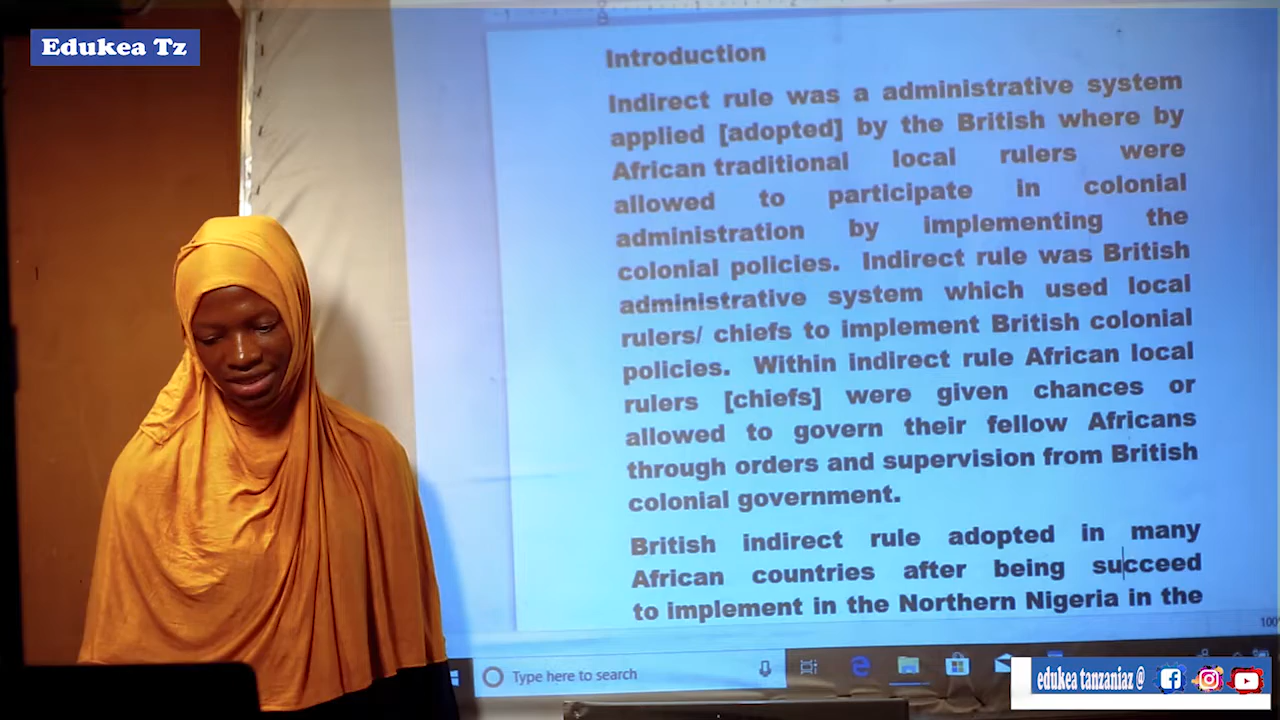 Edukea Tz
Introduction
Indirect rule was a administrative system
applied [adopted] by the British where by
African traditional local rulers were
allowed to participate in colonial
administration by implementing the
colonial policies. Indirect rule was British
administrative system which used local
rulers/ chiefs to implement British colonial
policies. Within indirect rule African local
rulers [chiefs] were given chances or
allowed to govern their fellow Africans
through orders and supervision from British
colonial government.
British indirect rule adopted in many
African countries after being succeed
to implement in the Northern Nigeria in the
Type here to search
edukea tanzaniaz @